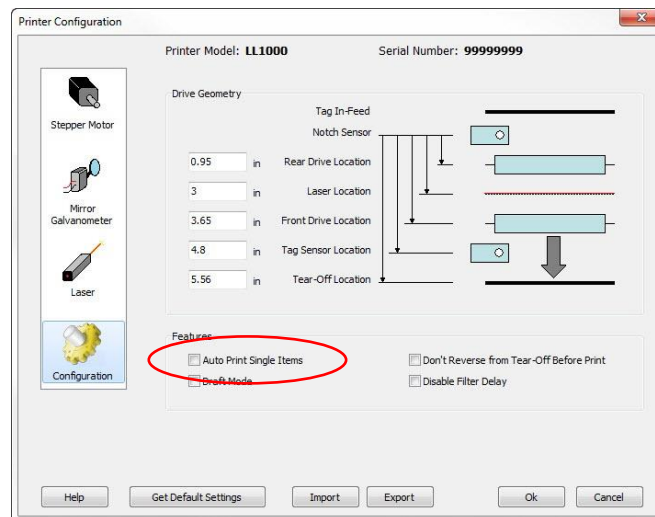 Printer Configuration
Printer Model: LL1000 Serial Number: 99999999
Stepper Motor
Mirror
Galvanometer
Laser
Configuration
Drive Geometry
Tag In-Feed
Notch Sensor
0.95 in Rear Drive Location
3 in Laser Location
3.65 in Front Drive Location
4.8 in Tag Sensor Location
5.56 in Tear-Off Location
Features
Auto Print Single Items Don't Reverse from Tear-Off Before Print
Draft Mode Disable Filter Delay
Help Get Default Settings Import Export Ok Cancel